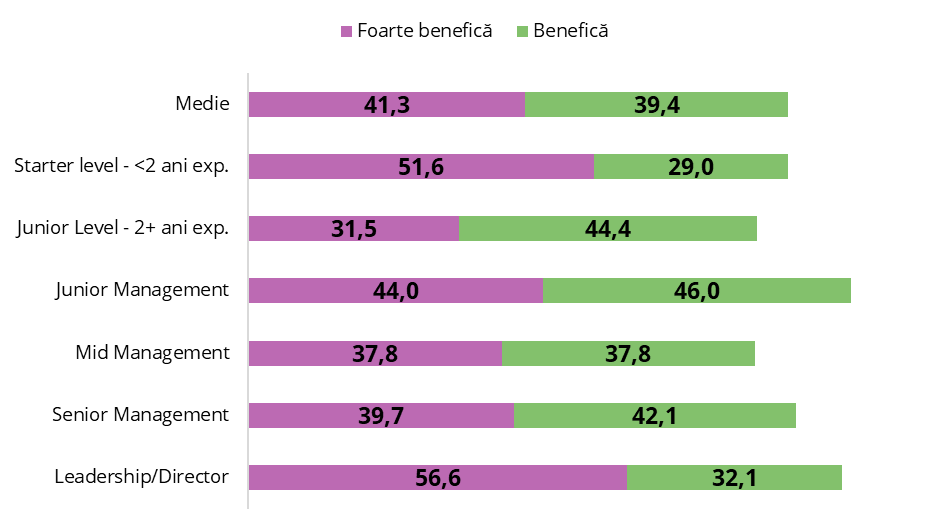 Foarte benefică Benefică
Medie 41,3 39,4
Starter level - <2 ani exp. 51,6 29,0
Junior Level - 2+ ani exp. 31,5 44,4
Junior Management 44,0 46,0
Mid Management 37,8 37,8
Senior Management 39,7 42,1
Leadership/Director 56,6 32,1